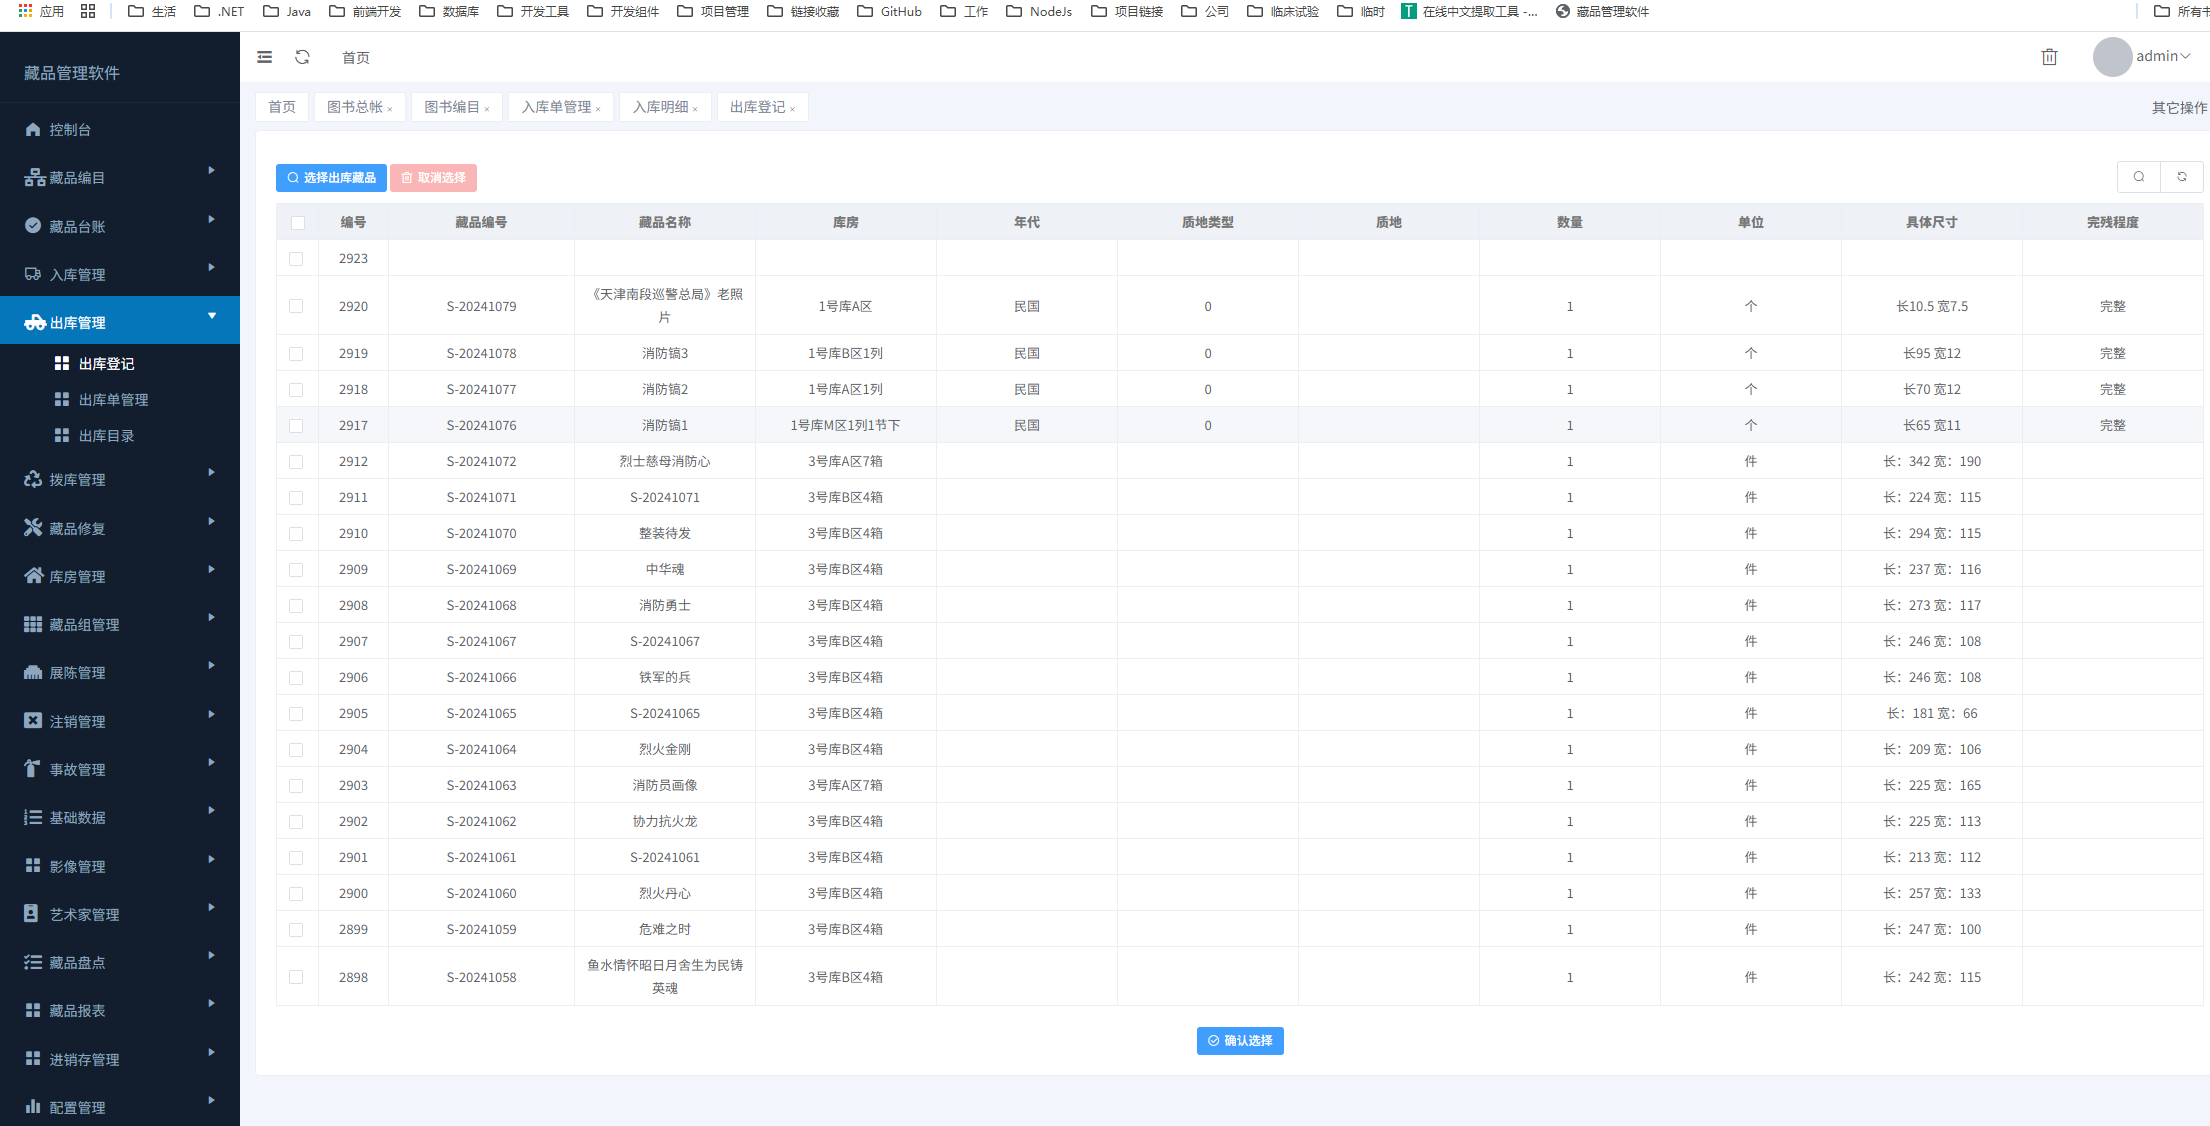 应用 生活 .NET Java 前端开发 数据库 开发工具 开发组件 项目管理 链接收藏 GitHub 工作 NodeJs 项目链接 公司 临床试验 临时 在线中文提取工具 -... 藏品管理软件 所有书
藏品管理软件
控制台
藏品编目
藏品台账
入库管理
出库管理
出库登记
出库单管理
出库目录
拨库管理
藏品修复
库房管理
藏品组管理
展陈管理
注销管理
事故管理
基础数据
影像管理
艺术家管理
藏品盘点
藏品报表
进销存管理
配置管理
首页 admin
首页 图书总帐 × 图书编目 × 入库单管理 × 入库明细 × 出库登记 × 其它操作
选择出库藏品 取消选择
编号 藏品编号 藏品名称 库房 年代 质地类型 质地 数量 单位 具体尺寸 完残程度
2923
2920 S-20241079 《天津南段巡警总局》老照片 1号库A区 民国 0 1 个 长10.5 宽7.5 完整
2919 S-20241078 消防镐3 1号库B区1列 民国 0 1 个 长95 宽12 完整
2918 S-20241077 消防镐2 1号库A区1列 民国 0 1 个 长70 宽12 完整
2917 S-20241076 消防镐1 1号库M区1列1节下 民国 0 1 个 长65 宽11 完整
2912 S-20241072 烈士慈母消防心 3号库A区7箱 1 件 长：342 宽：190
2911 S-20241071 S-20241071 3号库B区4箱 1 件 长：224 宽：115
2910 S-20241070 整装待发 3号库B区4箱 1 件 长：294 宽：115
2909 S-20241069 中华魂 3号库B区4箱 1 件 长：237 宽：116
2908 S-20241068 消防勇士 3号库B区4箱 1 件 长：273 宽：117
2907 S-20241067 S-20241067 3号库B区4箱 1 件 长：246 宽：108
2906 S-20241066 铁军的兵 3号库B区4箱 1 件 长：246 宽：108
2905 S-20241065 S-20241065 3号库B区4箱 1 件 长：181 宽：66
2904 S-20241064 烈火金刚 3号库B区4箱 1 件 长：209 宽：106
2903 S-20241063 消防员画像 3号库A区7箱 1 件 长：225 宽：165
2902 S-20241062 协力抗火龙 3号库B区4箱 1 件 长：225 宽：113
2901 S-20241061 S-20241061 3号库B区4箱 1 件 长：213 宽：112
2900 S-20241060 烈火丹心 3号库B区4箱 1 件 长：257 宽：133
2899 S-20241059 危难之时 3号库B区4箱 1 件 长：247 宽：100
2898 S-20241058 鱼水情怀昭日月舍生为民铸英魂 3号库B区4箱 1 件 长：242 宽：115
确认选择